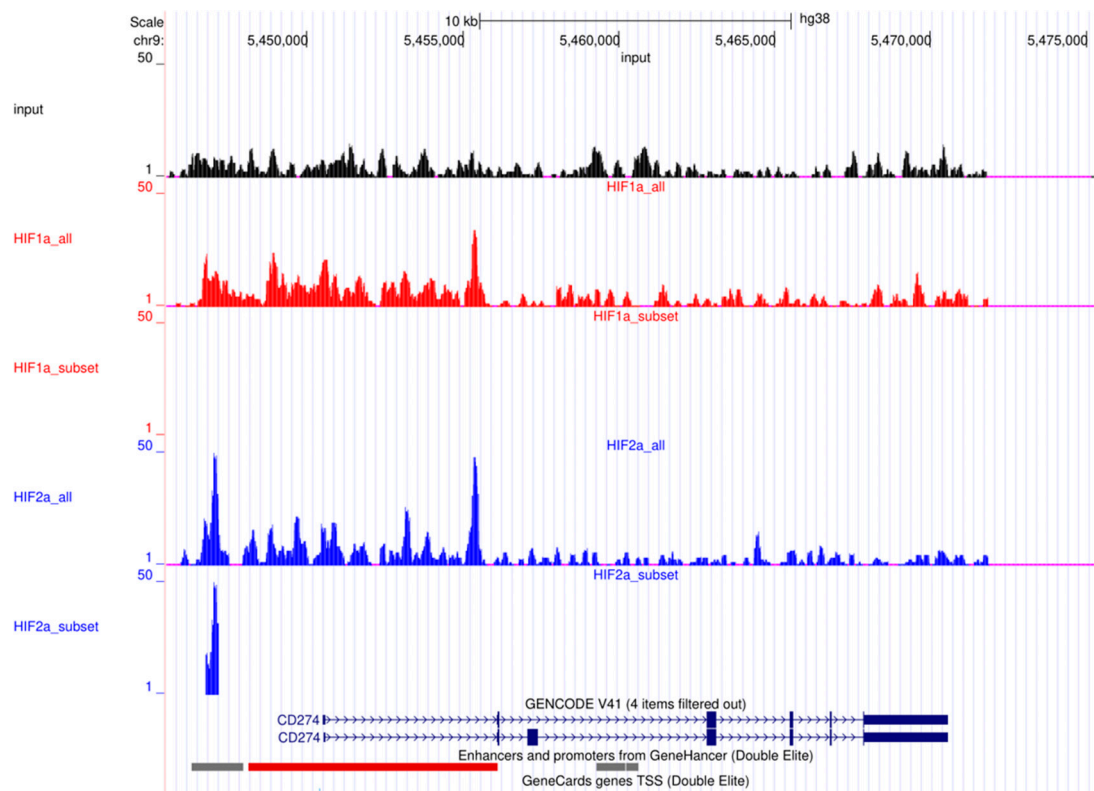 Scale 10 kb hg38
chr9: 5,450,000 5,455,000 5,460,000 5,465,000 5,470,000 5,475,000
50 _ input
input
1 _
50 _ HIF1a_all
HIF1a_all
1 _
50 _ HIF1a_subset
HIF1a_subset
1 _
50 _ HIF2a_all
HIF2a_all
1 _
50 _ HIF2a_subset
HIF2a_subset
1 _
GENCODE V41 (4 items filtered out)
CD274
CD274
Enhancers and promoters from GeneHancer (Double Elite)
GeneCards genes TSS (Double Elite)